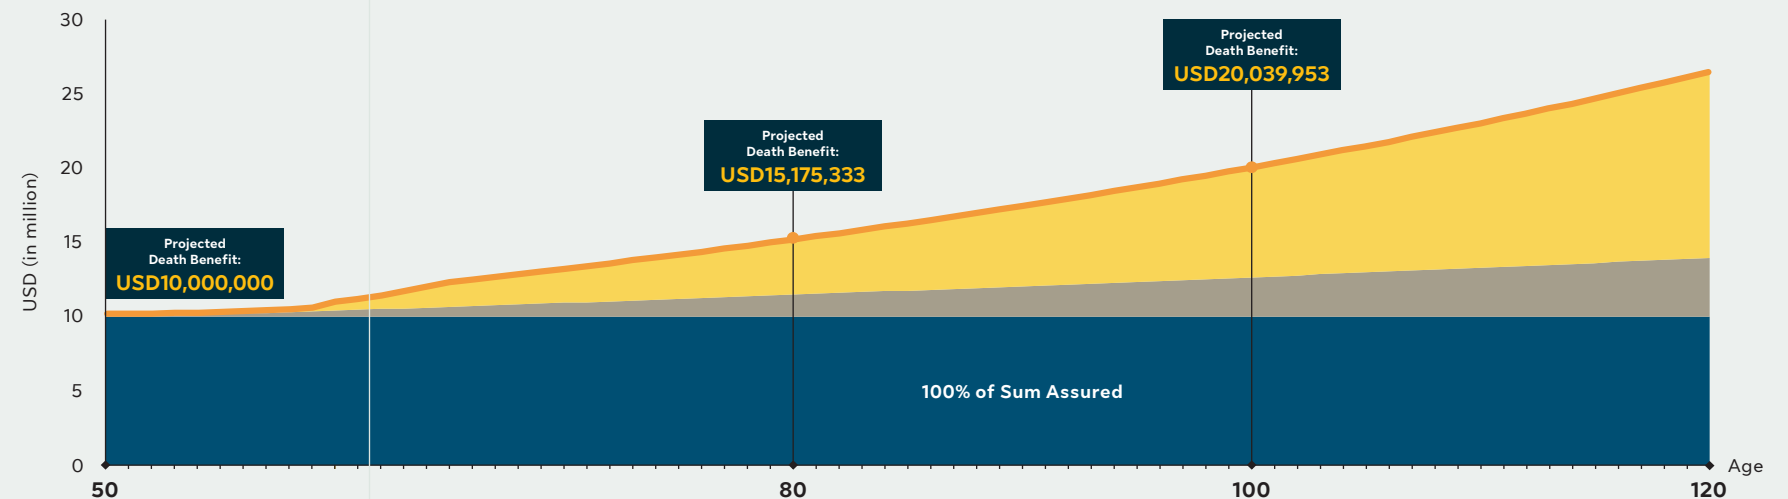 30
25
20
15
10
5
0
USD (in million)
Projected
Death Benefit:
USD10,000,000
Projected
Death Benefit:
USD15,175,333
Projected
Death Benefit:
USD20,039,953
100% of Sum Assured
50
80
100
120
Age